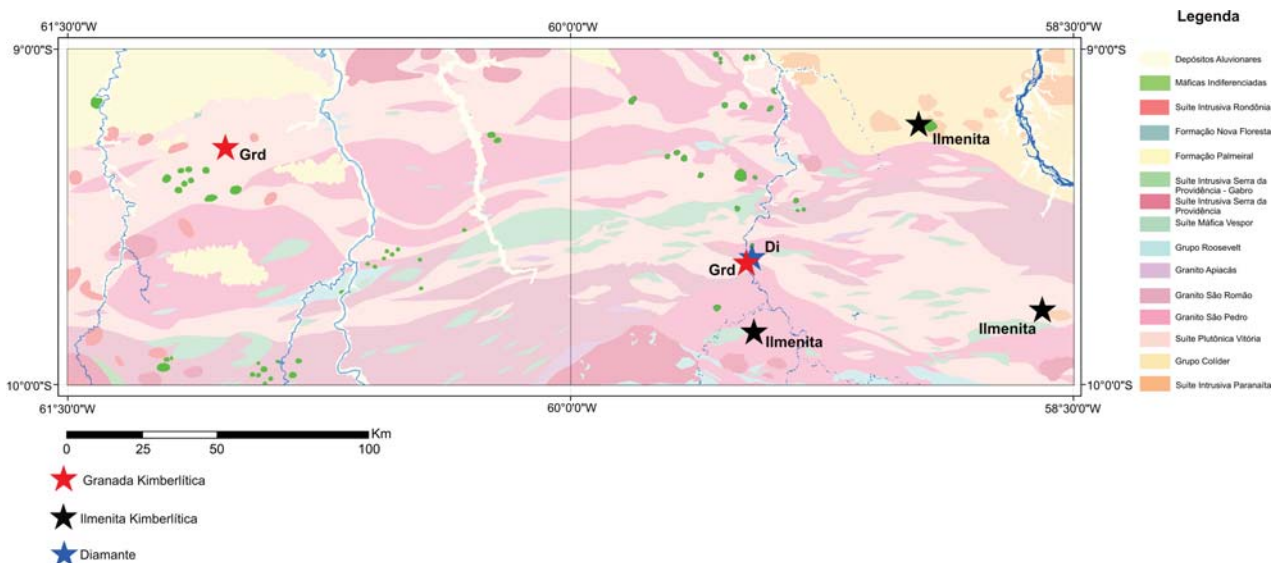 61°30'0"W
60°0'0"W
58°30'0"W
Legenda
9°0'0"S
9°0'0"S
Depósitos Aluvionares
Máficas Indiferenciadas
Suíte Intrusiva Rondônia
Formação Nova Floresta
Formação Palmeiral
Suíte Intrusiva Serra da
Providência - Gabro
Suíte Intrusiva Serra da
Providência
Suíte Máfica Vespor
Grupo Roosevelt
Granito Apiacás
Granito São Romão
Granito São Pedro
Suíte Plutônica Vitória
Grupo Colíder
Suíte Intrusiva Paranaíta
Ilmenita
Grd
Di
Grd
Ilmenita
Ilmenita
10°0'0"S
10°0'0"S
61°30'0"W
60°0'0"W
58°30'0"W
Km
0 25 50 100
Granada Kimberlítica
Ilmenita Kimberlítica
Diamante